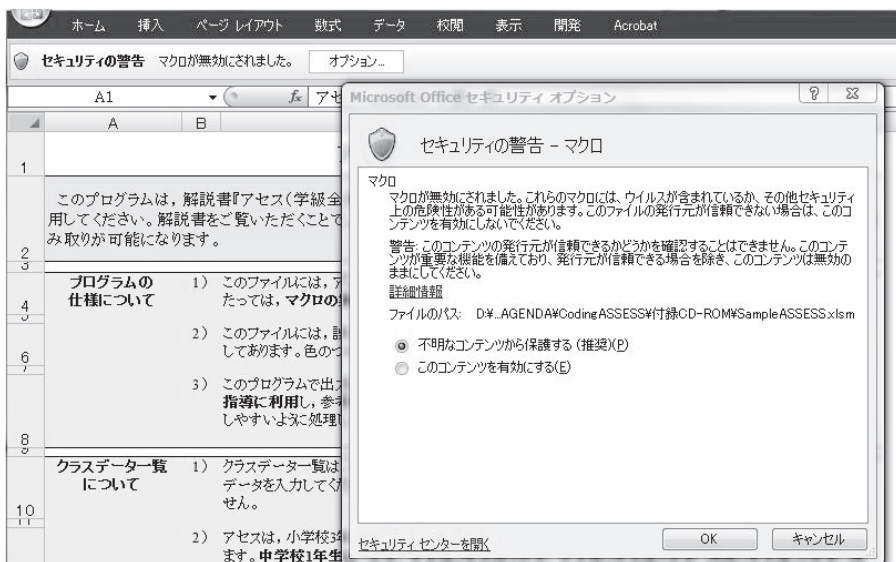 ホーム 挿入 ページ レイアウト 数式 データ 校閲 表示 開発 Acrobat
セキュリティの警告 マクロが無効にされました。 オプション...
A1 fx アセ
A B
1
このプログラムは，解説書『アセス(学級全
用してください。解説書をご覧いただくことで
み取りが可能になります。
2
3
プログラムの
仕様について
1） このファイルには，ア
たっては，マクロの
4
5
2） このファイルには，
してあります。色のつ
6
7
3） このプログラムで出力
指導に利用し，参考
しやすいように処理
8
9
クラスデータ一覧
について
1） クラスデータ一覧は
データを入力してく
せん。
10
11
2） アセスは，小学校3年
ます。中学校1年生
Microsoft Office セキュリティ オプション
セキュリティの警告 - マクロ
マクロ
マクロが無効にされました。これらのマクロには、ウイルスが含まれているか、その他セキュリティ
上の危険性がある可能性があります。このファイルの発行元が信頼できない場合は、このコ
ンテンツを有効にしないでください。
警告: このコンテンツの発行元が信頼できるかどうかを確認することはできません。このコンテ
ンツが重要な機能を備えており、発行元が信頼できる場合を除き、このコンテンツは無効の
ままにしてください。
詳細情報
ファイルのパス: D:¥...AGENDA¥CodingASSESS¥付録CD-ROM¥SampleASSESS.xlsm
不明なコンテンツから保護する (推奨)(P)
このコンテンツを有効にする(E)
セキュリティ センターを開く OK キャンセル